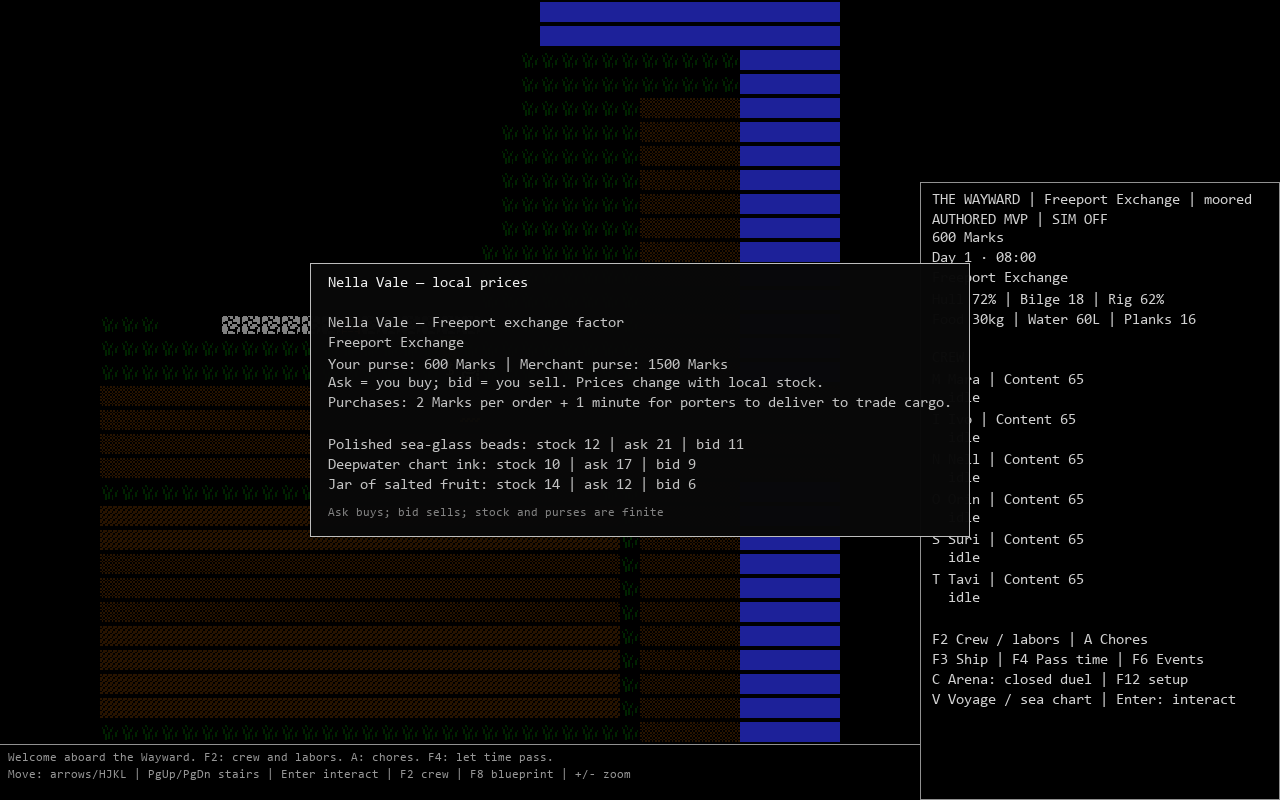 THE WAYWARD | Freeport Exchange | moored
AUTHORED MVP | SIM OFF
600 Marks
Day 1 · 08:00
port Exchange
72% | Bilge 18 | Rig 62%
30kg | Water 60L | Planks 16
Nella Vale — local prices
Nella Vale — Freeport exchange factor
Freeport Exchange
Your purse: 600 Marks | Merchant purse: 1500 Marks
Ask = you buy; bid = you sell. Prices change with local stock.
Purchases: 2 Marks per order + 1 minute for porters to deliver to trade cargo.
Polished sea-glass beads: stock 12 | ask 21 | bid 11
Deepwater chart ink: stock 10 | ask 17 | bid 9
Jar of salted fruit: stock 14 | ask 12 | bid 6
Ask buys; bid sells; stock and purses are finite
| Content 65
| Content 65
| Content 65
| Content 65
S Suri | Content 65
idle
T Tavi | Content 65
idle
F2 Crew / labors | A Chores
F3 Ship | F4 Pass time | F6 Events
C Arena: closed duel | F12 setup
V Voyage / sea chart | Enter: interact
Welcome aboard the Wayward. F2: crew and labors. A: chores. F4: let time pass.
Move: arrows/HJKL | PgUp/PgDn stairs | Enter interact | F2 crew | F8 blueprint | +/- zoom